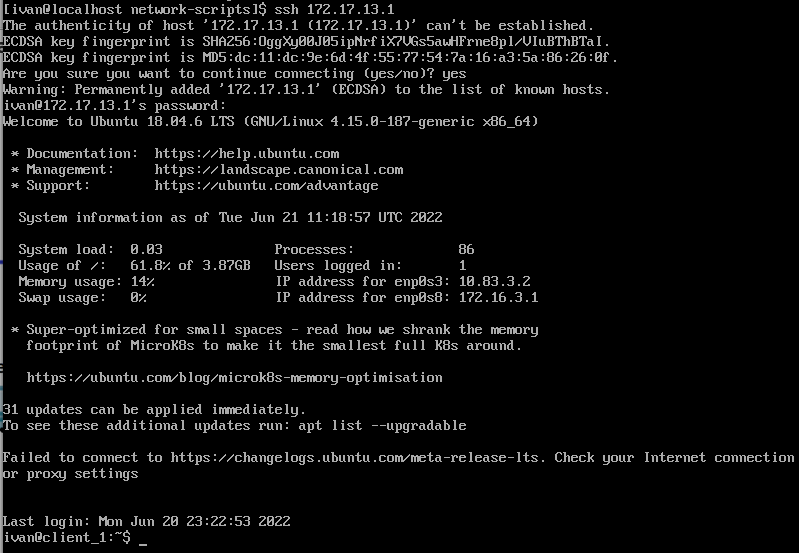 [ivan@localhost network-scripts]$ ssh 172.17.13.1
The authenticity of host '172.17.13.1 (172.17.13.1)' can't be established.
ECDSA key fingerprint is SHA256:OggXy00J05ipNrfiX7VGs5awHFrne8pl/VIuBThBTaI.
ECDSA key fingerprint is MD5:dc:11:dc:9e:6d:4f:55:77:54:7a:16:a3:5a:86:26:0f.
Are you sure you want to continue connecting (yes/no)? yes
Warning: Permanently added '172.17.13.1' (ECDSA) to the list of known hosts.
ivan@172.17.13.1's password:
Welcome to Ubuntu 18.04.6 LTS (GNU/Linux 4.15.0-187-generic x86_64)
* Documentation:  https://help.ubuntu.com
* Management:     https://landscape.canonical.com
* Support:        https://ubuntu.com/advantage
System information as of Tue Jun 21 11:18:57 UTC 2022
System load:  0.03               Processes:             86
Usage of /:   61.8% of 3.87GB   Users logged in:       1
Memory usage: 14%               IP address for enp0s3: 10.83.3.2
Swap usage:   0%                IP address for enp0s8: 172.16.3.1
* Super-optimized for small spaces - read how we shrank the memory
footprint of MicroK8s to make it the smallest full K8s around.
https://ubuntu.com/blog/microk8s-memory-optimisation
31 updates can be applied immediately.
To see these additional updates run: apt list --upgradable
Failed to connect to https://changelogs.ubuntu.com/meta-release-lts. Check your Internet connection
or proxy settings
Last login: Mon Jun 20 23:22:53 2022
ivan@client_1:~$ _